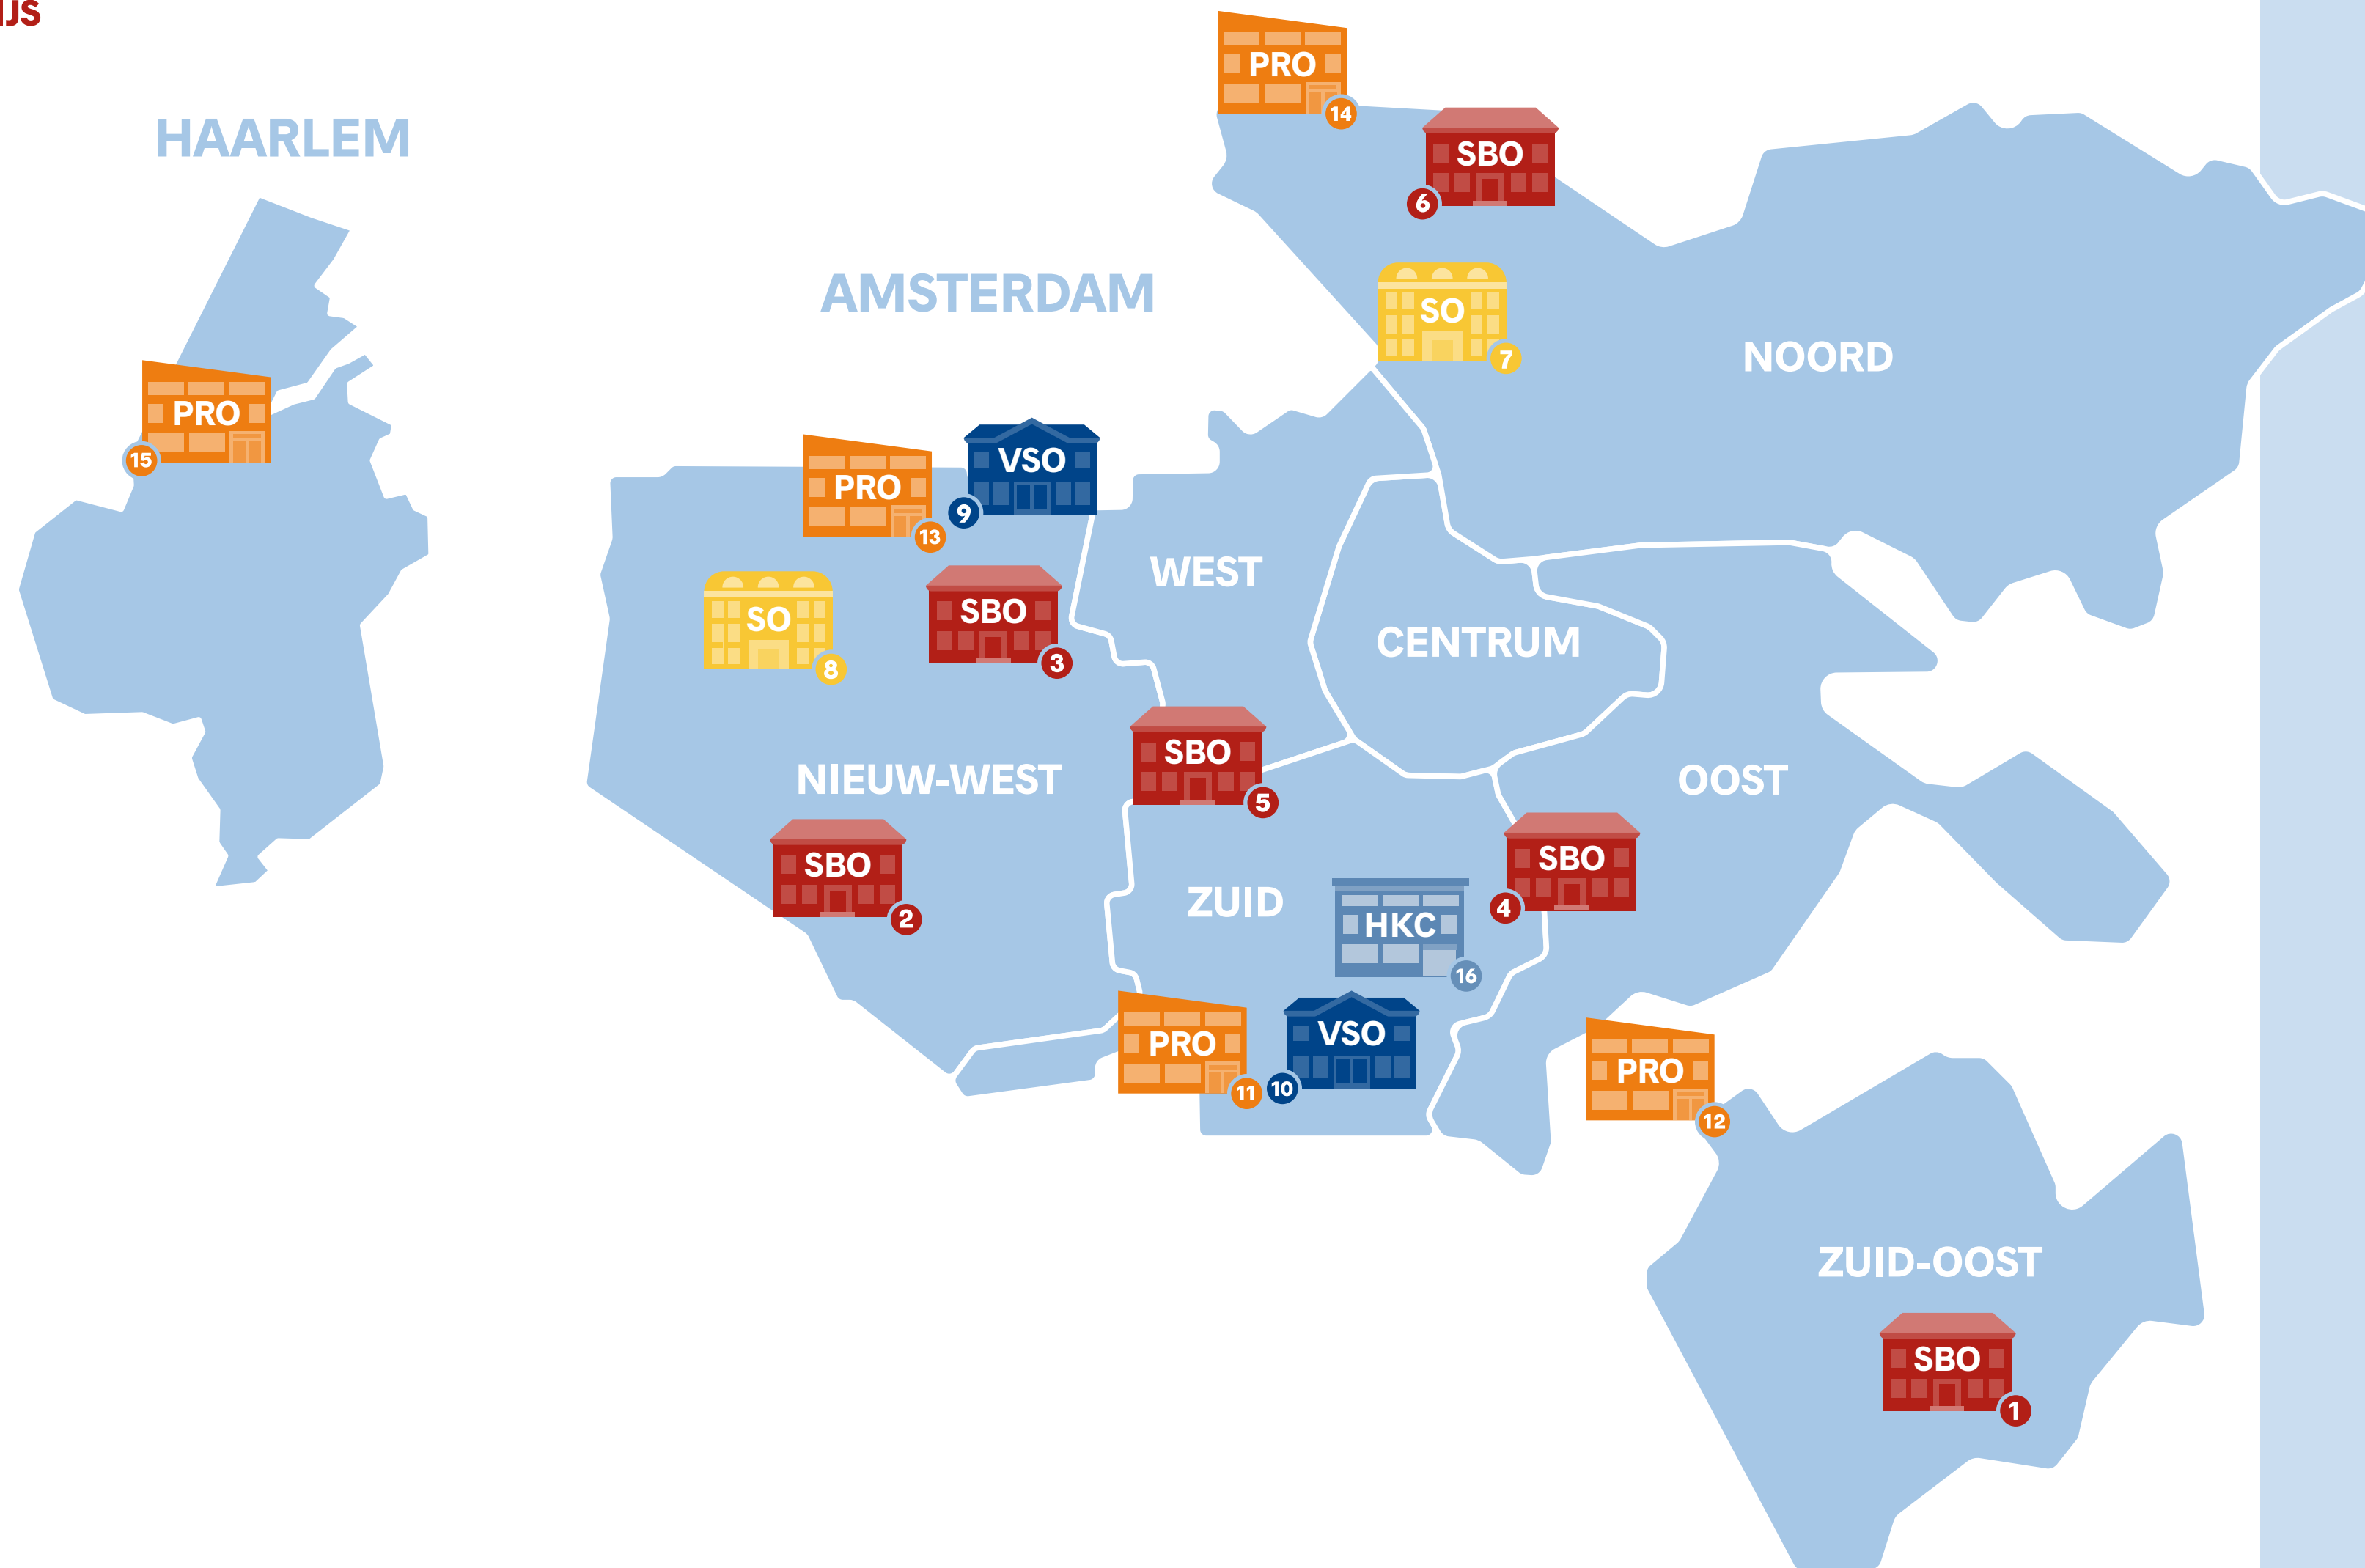 IJS
HAARLEM
AMSTERDAM
PRO
14
SBO
6
SO
7
NOORD
PRO
15
PRO
13
VSO
9
WEST
SO
8
SBO
3
CENTRUM
SBO
5
NIEUW-WEST
OOST
SBO
2
ZUID
SBO
4
HKC
16
PRO
11
VSO
10
PRO
12
ZUID-OOST
SBO
1